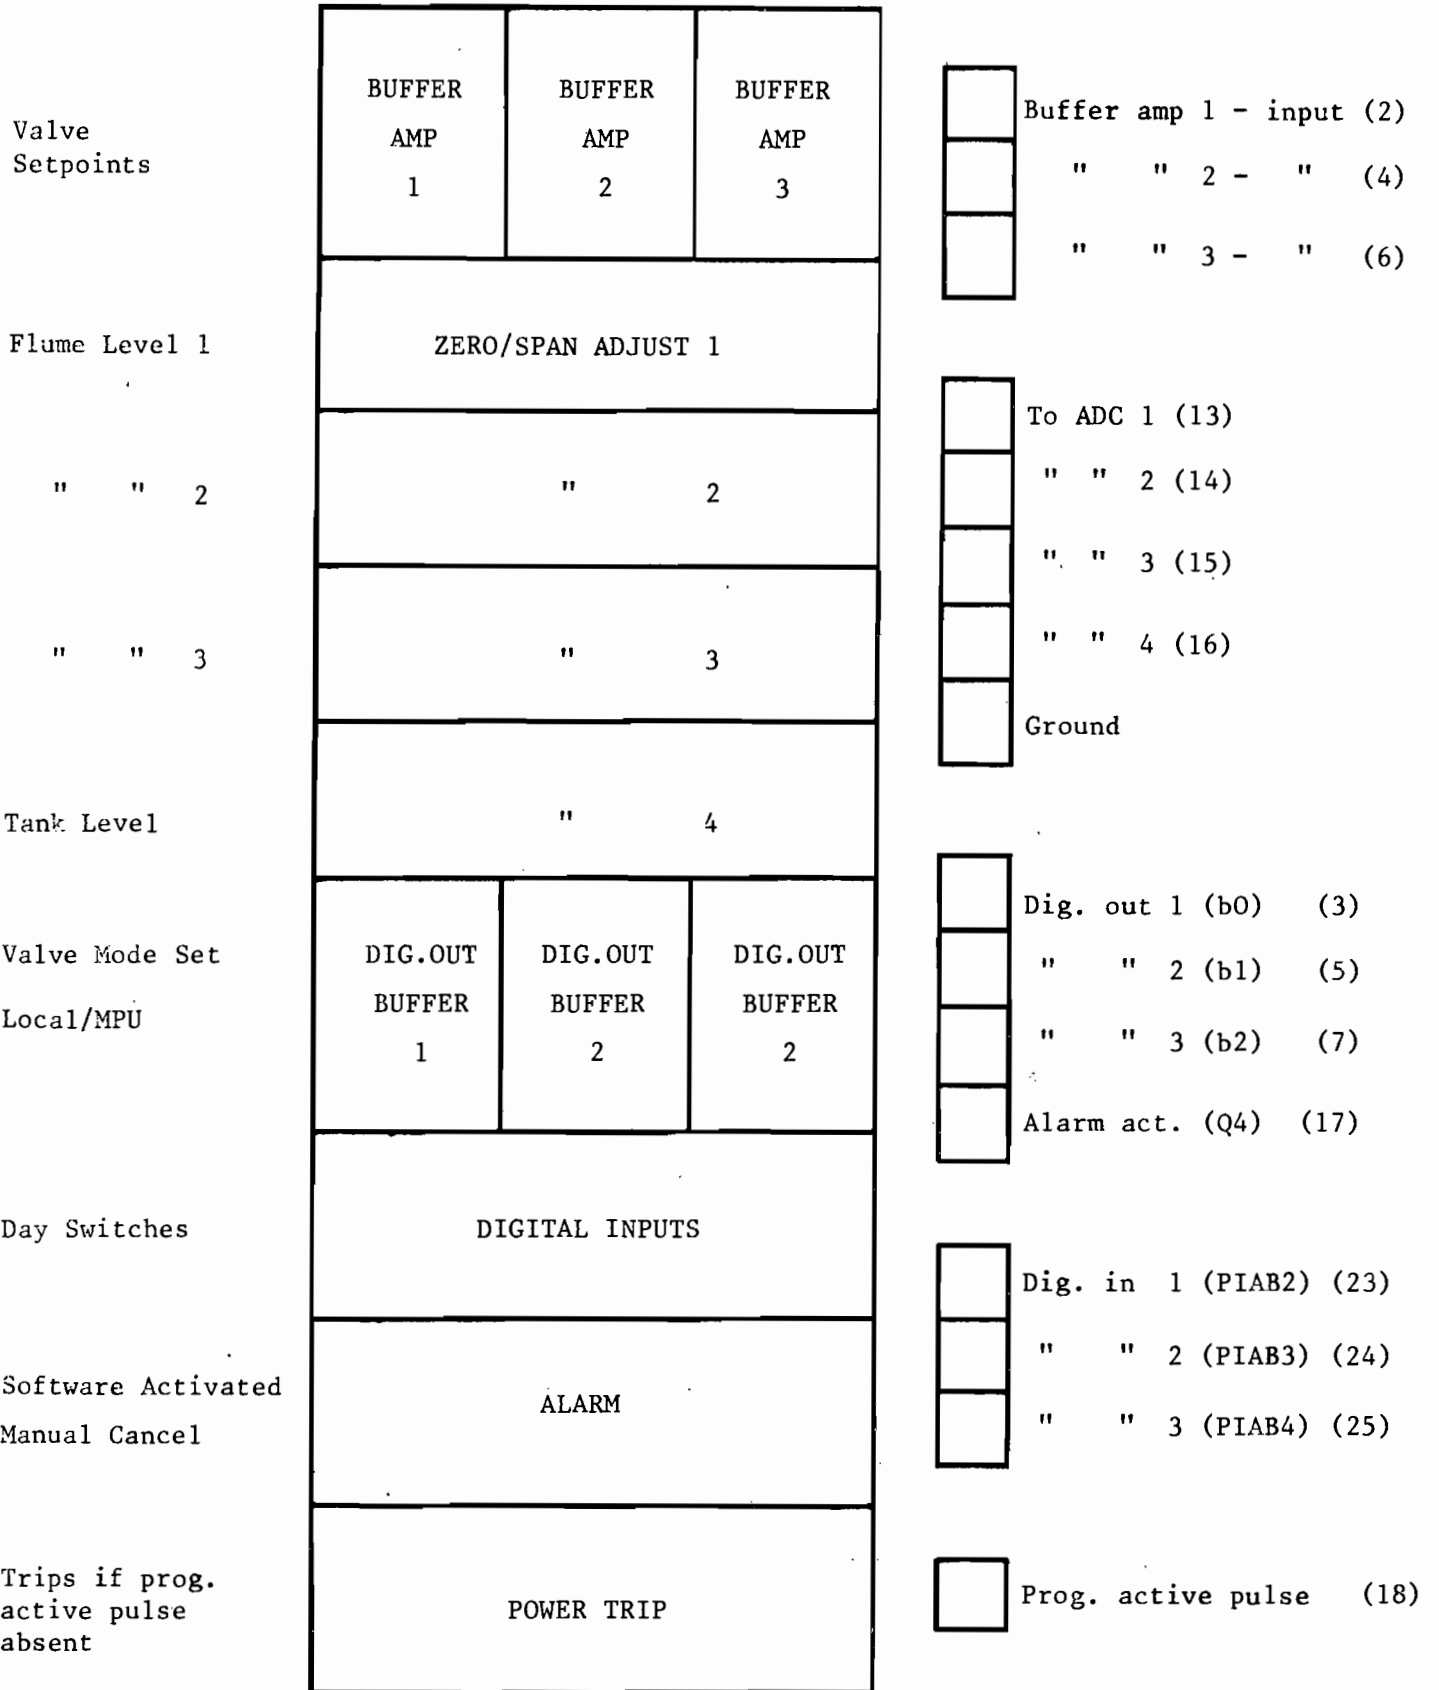 Valve
Setpoints
BUFFER
AMP
1
BUFFER
AMP
2
BUFFER
AMP
3
Buffer amp 1 - input (2)
" " 2 - " (4)
" " 3 - " (6)
Flume Level 1
ZERO/SPAN ADJUST 1
" " 2
" 2
" " 3
" 3
Tank Level
" 4
To ADC 1 (13)
" " 2 (14)
" " 3 (15)
" " 4 (16)
Ground
Valve Mode Set
Local/MPU
DIG.OUT
BUFFER
1
DIG.OUT
BUFFER
2
DIG.OUT
BUFFER
2
Dig. out 1 (b0) (3)
" " 2 (b1) (5)
" " 3 (b2) (7)
Alarm act. (Q4) (17)
Day Switches
DIGITAL INPUTS
Dig. in 1 (PIAB2) (23)
" " 2 (PIAB3) (24)
" " 3 (PIAB4) (25)
Software Activated
Manual Cancel
ALARM
Trips if prog.
active pulse
absent
POWER TRIP
Prog. active pulse (18)